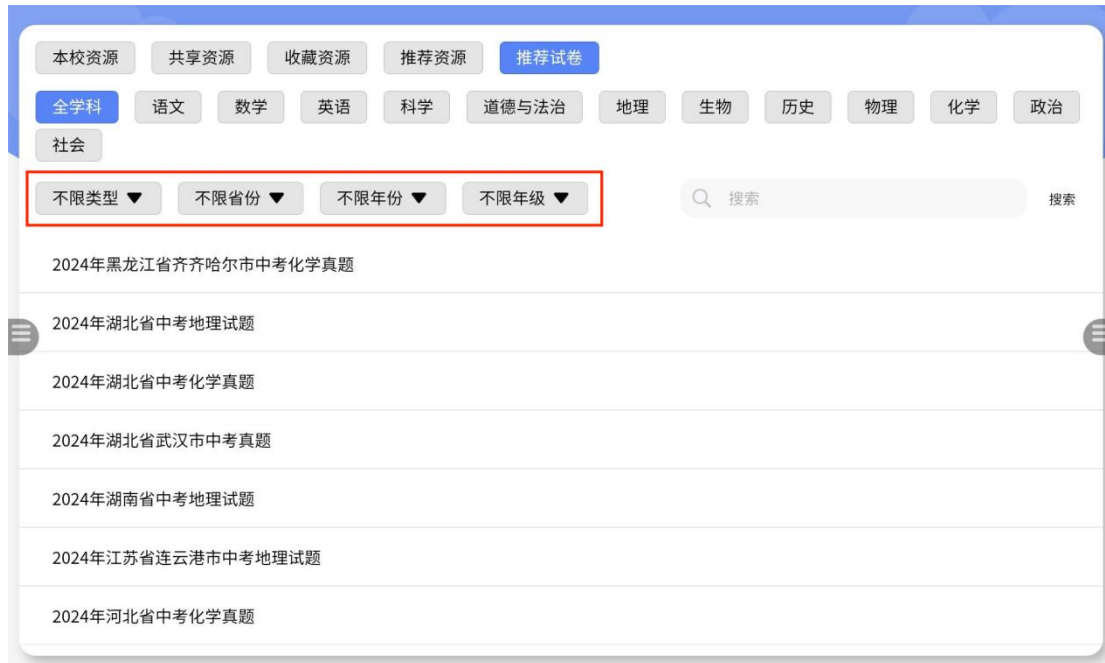 本校资源 共享资源 收藏资源 推荐资源 推荐试卷
全学科 语文 数学 英语 科学 道德与法治 地理 生物 历史 物理 化学 政治
社会
不限类型 不限省份 不限年份 不限年级 搜索 搜索
2024年黑龙江省齐齐哈尔市中考化学真题
2024年湖北省中考地理试题
2024年湖北省中考化学真题
2024年湖北省武汉市中考真题
2024年湖南省中考地理试题
2024年江苏省连云港市中考地理试题
2024年河北省中考化学真题